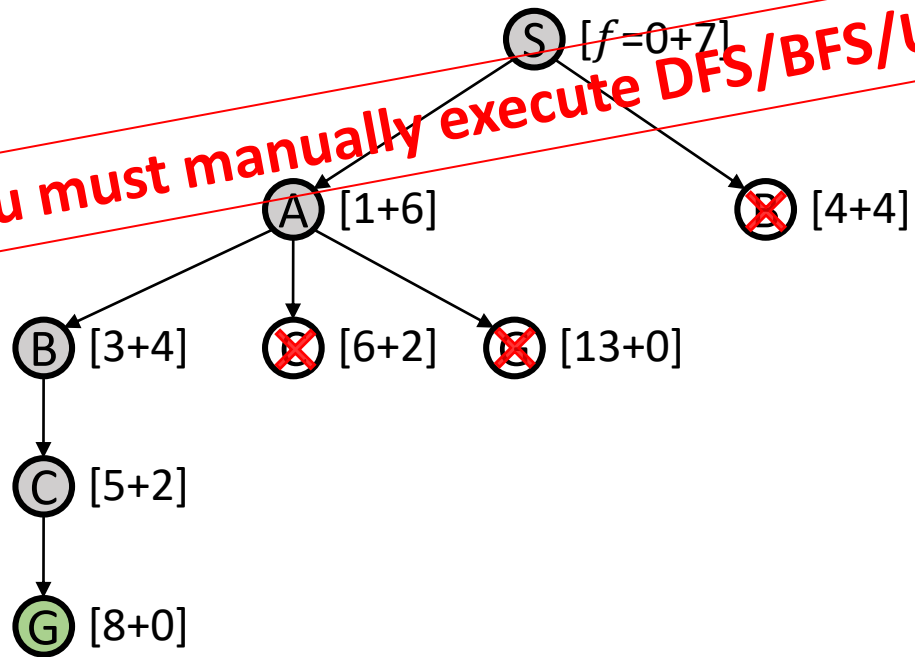 S [f=0+7]
u must manually execute DFS/BFS/U
A [1+6]
B [4+4]
B [3+4]
[6+2]
G [13+0]
C [5+2]
G [8+0]